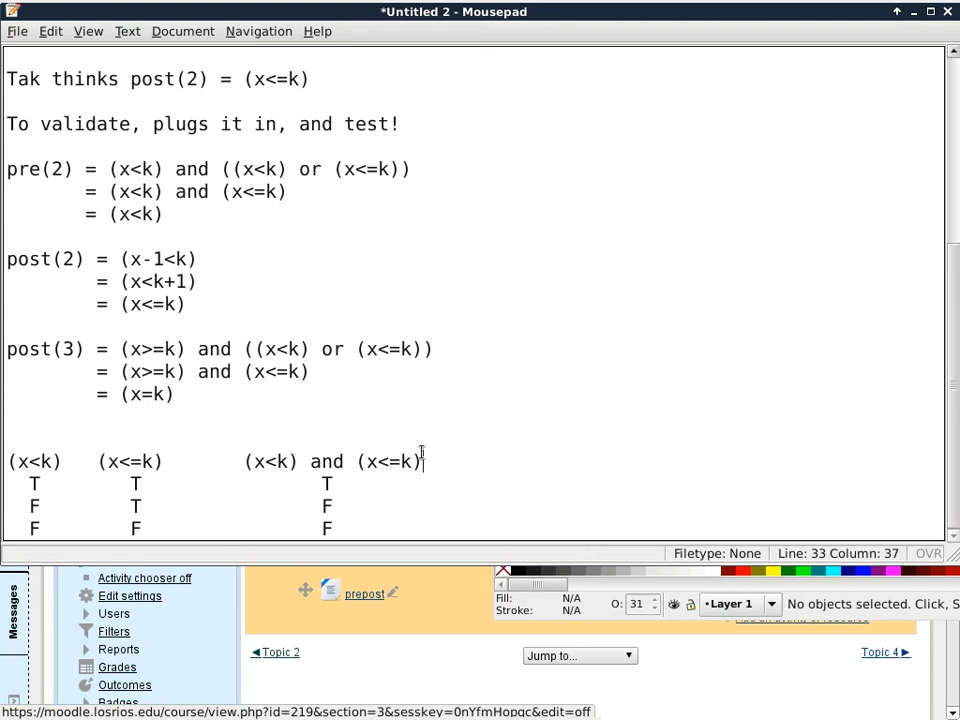 *Untitled 2 - Mousepad
File Edit View Text Document Navigation Help
Tak thinks post(2) = (x<=k)
To validate, plugs it in, and test!
pre(2) = (x<k) and ((x<k) or (x<=k))
= (x<k) and (x<=k)
= (x<k)
post(2) = (x-1<k)
= (x<k+1)
= (x<=k)
post(3) = (x>=k) and ((x<k) or (x<=k))
= (x>=k) and (x<=k)
= (x=k)
(x<k) (x<=k) (x<k) and (x<=k)
T T T
F T F
F F F
Filetype: None Line: 33 Column: 37 OVR
Messages
Activity chooser off
Edit settings
Users
Filters
Reports
Grades
Outcomes
Badges
prepost
Fill: N/A
Stroke: N/A
O: 31
Layer 1
No objects selected. Click, S
Topic 2
Jump to...
Topic 4
https://moodle.losrios.edu/course/view.php?id=219&section=3&sesskey=0nYfmHopqc&edit=off